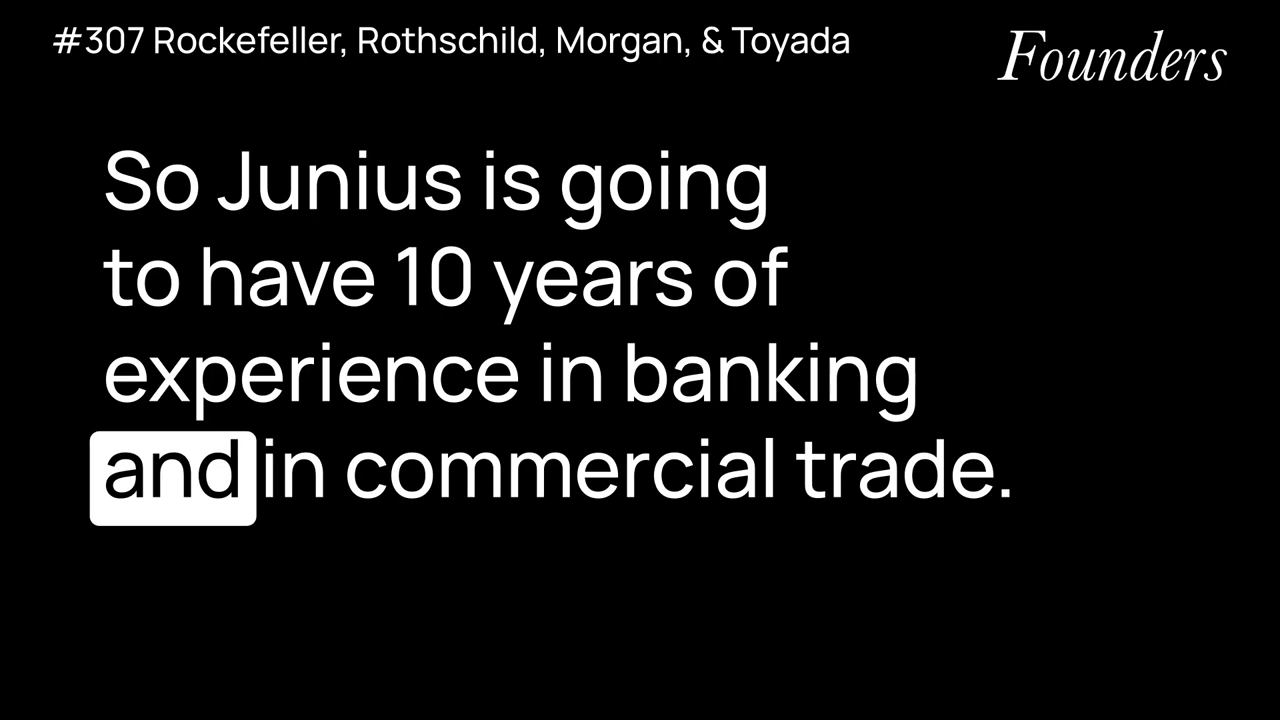 #307 Rockefeller, Rothschild, Morgan, & Toyada
Founders
So Junius is going
to have 10 years of
experience in banking
and in commercial trade.